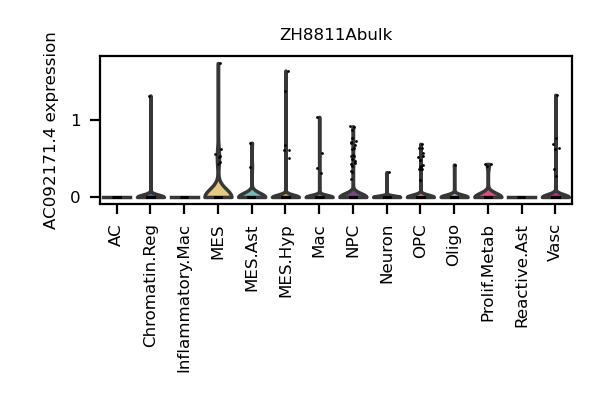 ZH8811Abulk
AC092171.4 expression
1
0
AC
Chromatin.Reg
Inflammatory.Mac
MES
MES.Ast
MES.Hyp
Mac
NPC
Neuron
OPC
Oligo
Prolif.Metab
Reactive.Ast
Vasc